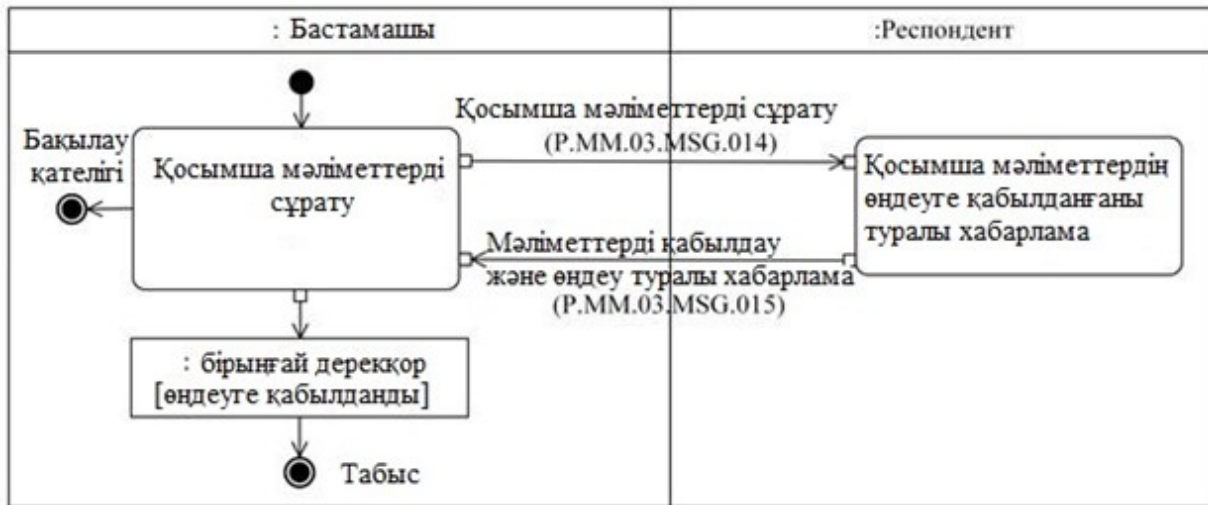 : Бастамашы
:Респондент
Бақылау
қателігі
Қосымша мәліметтерді
сұрату
Қосымша мәліметтерді сұрату
(P.MM.03.MSG.014)
Қосымша мәліметтердің
өңдеуге қабылданғаны
туралы хабарлама
Мәліметтерді қабылдау
және өңдеу туралы хабарлама
(P.MM.03.MSG.015)
: бірыңғай дерекқор
[өңдеуге қабылданды]
Табыс